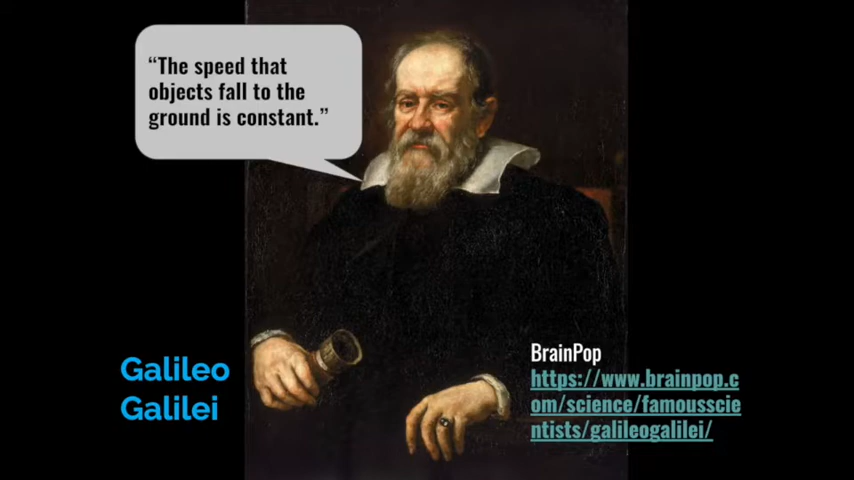 “The speed that
objects fall to the
ground is constant.”
Galileo
Galilei
BrainPop
https://www.brainpop.c
om/science/famousscie
ntists/galileogalilei/